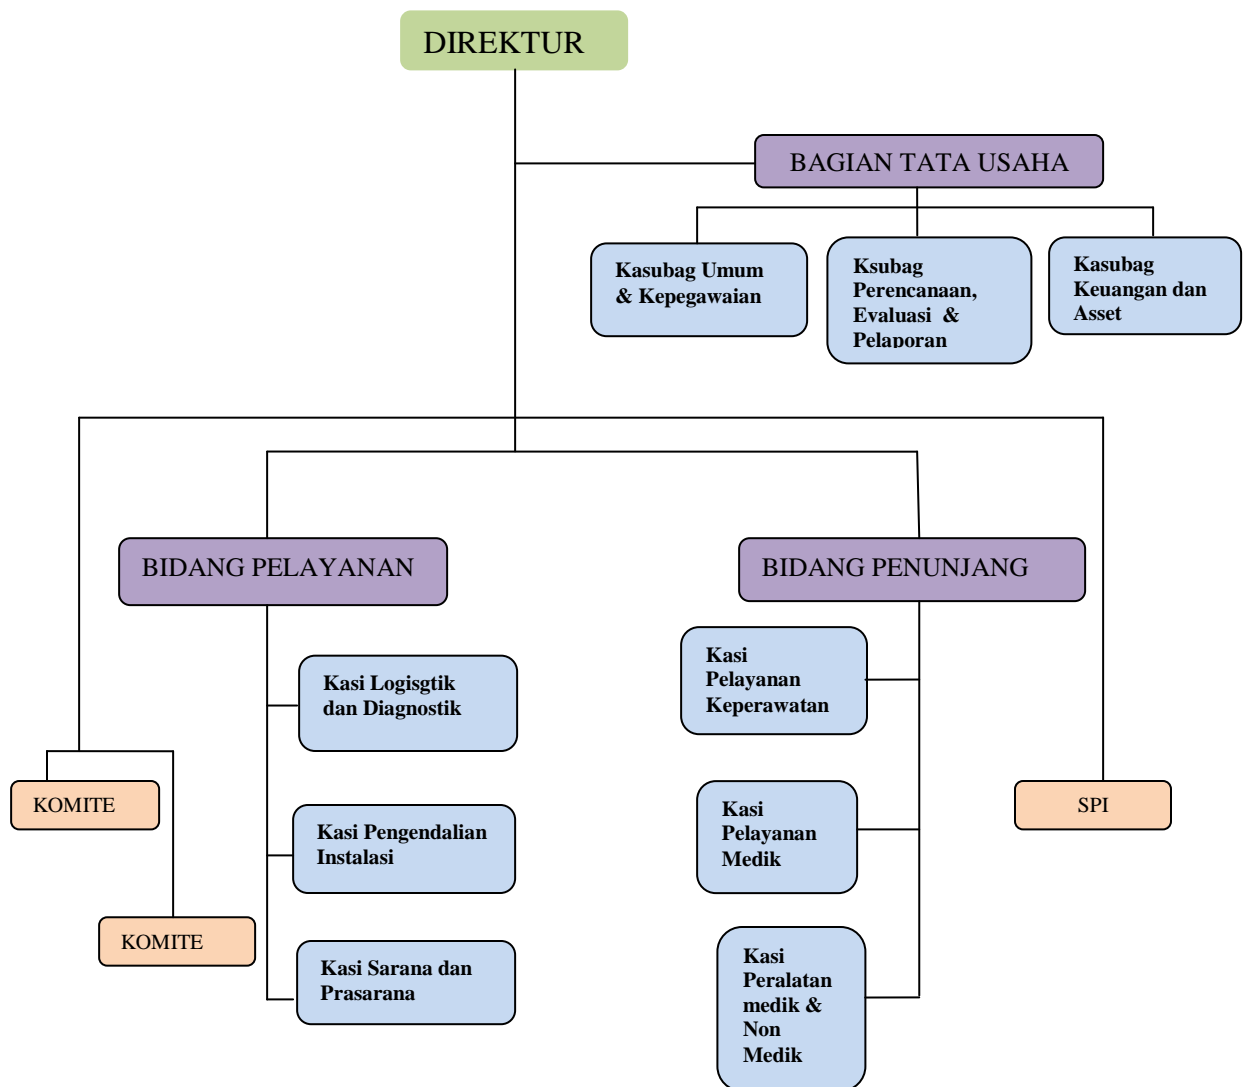 DIREKTUR
BAGIAN TATA USAHA
Kasubag Umum
& Kepegawaian
Ksubag
Perencanaan,
Evaluasi &
Pelaporan
Kasubag
Keuangan dan
Asset
BIDANG PELAYANAN
BIDANG PENUNJANG
Kasi Logisgtik
dan Diagnostik
Kasi Pengendalian
Instalasi
Kasi Sarana dan
Prasarana
Kasi
Pelayanan
Keperawatan
Kasi
Pelayanan
Medik
Kasi
Peralatan
medik &
Non
Medik
KOMITE
KOMITE
SPI